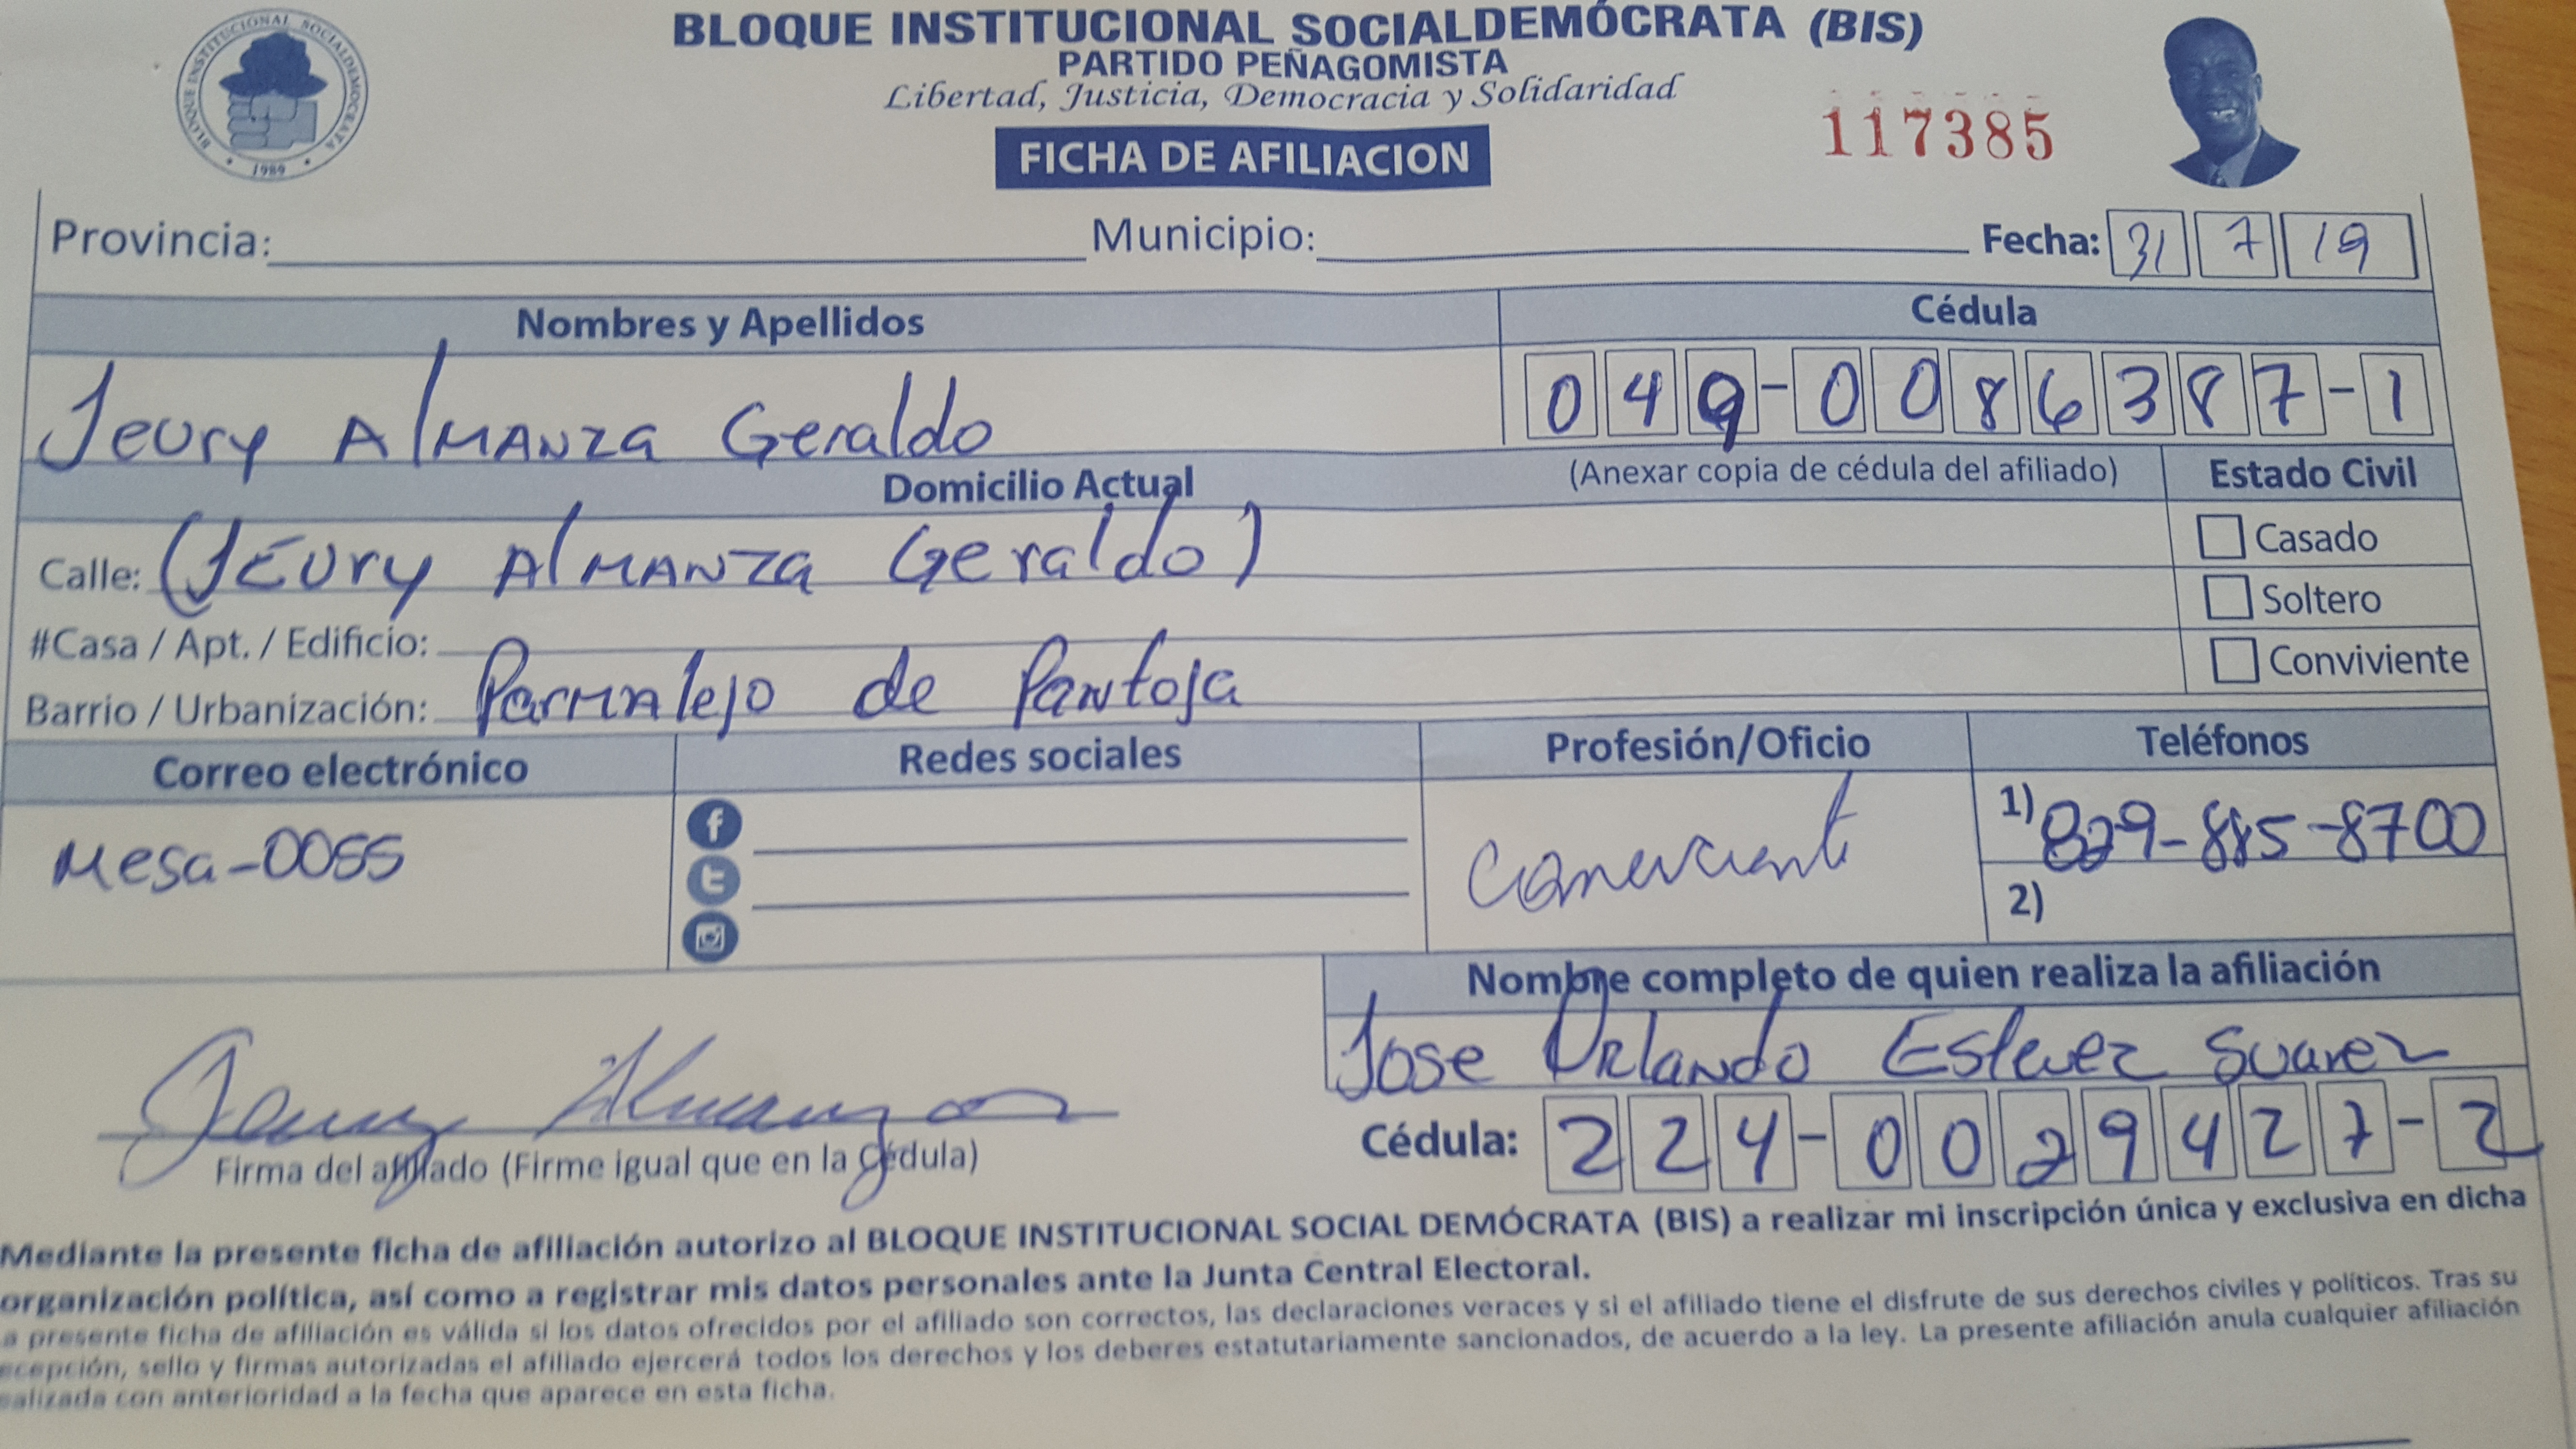 BLOQUE INSTITUCIONAL SOCIALDEMOCRATA
1989
BLOQUE INSTITUCIONAL SOCIALDEMÓCRATA (BIS)
PARTIDO PEÑAGOMISTA
Libertad, Justicia, Democracia y Solidaridad
FICHA DE AFILIACION
117385
Provincia: Municipio: Fecha: 31 7 19
Nombres y Apellidos Cédula
Jeury Almanza Geraldo 049-0086387-1
Domicilio Actual (Anexar copia de cédula del afiliado) Estado Civil
Calle: (Jeury Almanza Geraldo) Casado
#Casa / Apt. / Edificio: Soltero
Barrio / Urbanización: Parmalejo de Pantoja Conviviente
Correo electrónico Redes sociales Profesión/Oficio Teléfonos
Mesa-0055 comerciante 1) 829-885-8700
2)
Nombre completo de quien realiza la afiliación
Jose Orlando Estevez Suarez
Firma del afiliado (Firme igual que en la Cédula) Cédula: 224-0029427-2
Mediante la presente ficha de afiliación autorizo al BLOQUE INSTITUCIONAL SOCIAL DEMÓCRATA (BIS) a realizar mi inscripción única y exclusiva en dicha
organización política, así como a registrar mis datos personales ante la Junta Central Electoral.
a presente ficha de afiliación es válida si los datos ofrecidos por el afiliado son correctos, las declaraciones veraces y si el afiliado tiene el disfrute de sus derechos civiles y políticos. Tras su
ecepción, sello y firmas autorizadas el afiliado ejercerá todos los derechos y los deberes estatutariamente sancionados, de acuerdo a la ley. La presente afiliación anula cualquier afiliación
ealizada con anterioridad a la fecha que aparece en esta ficha.